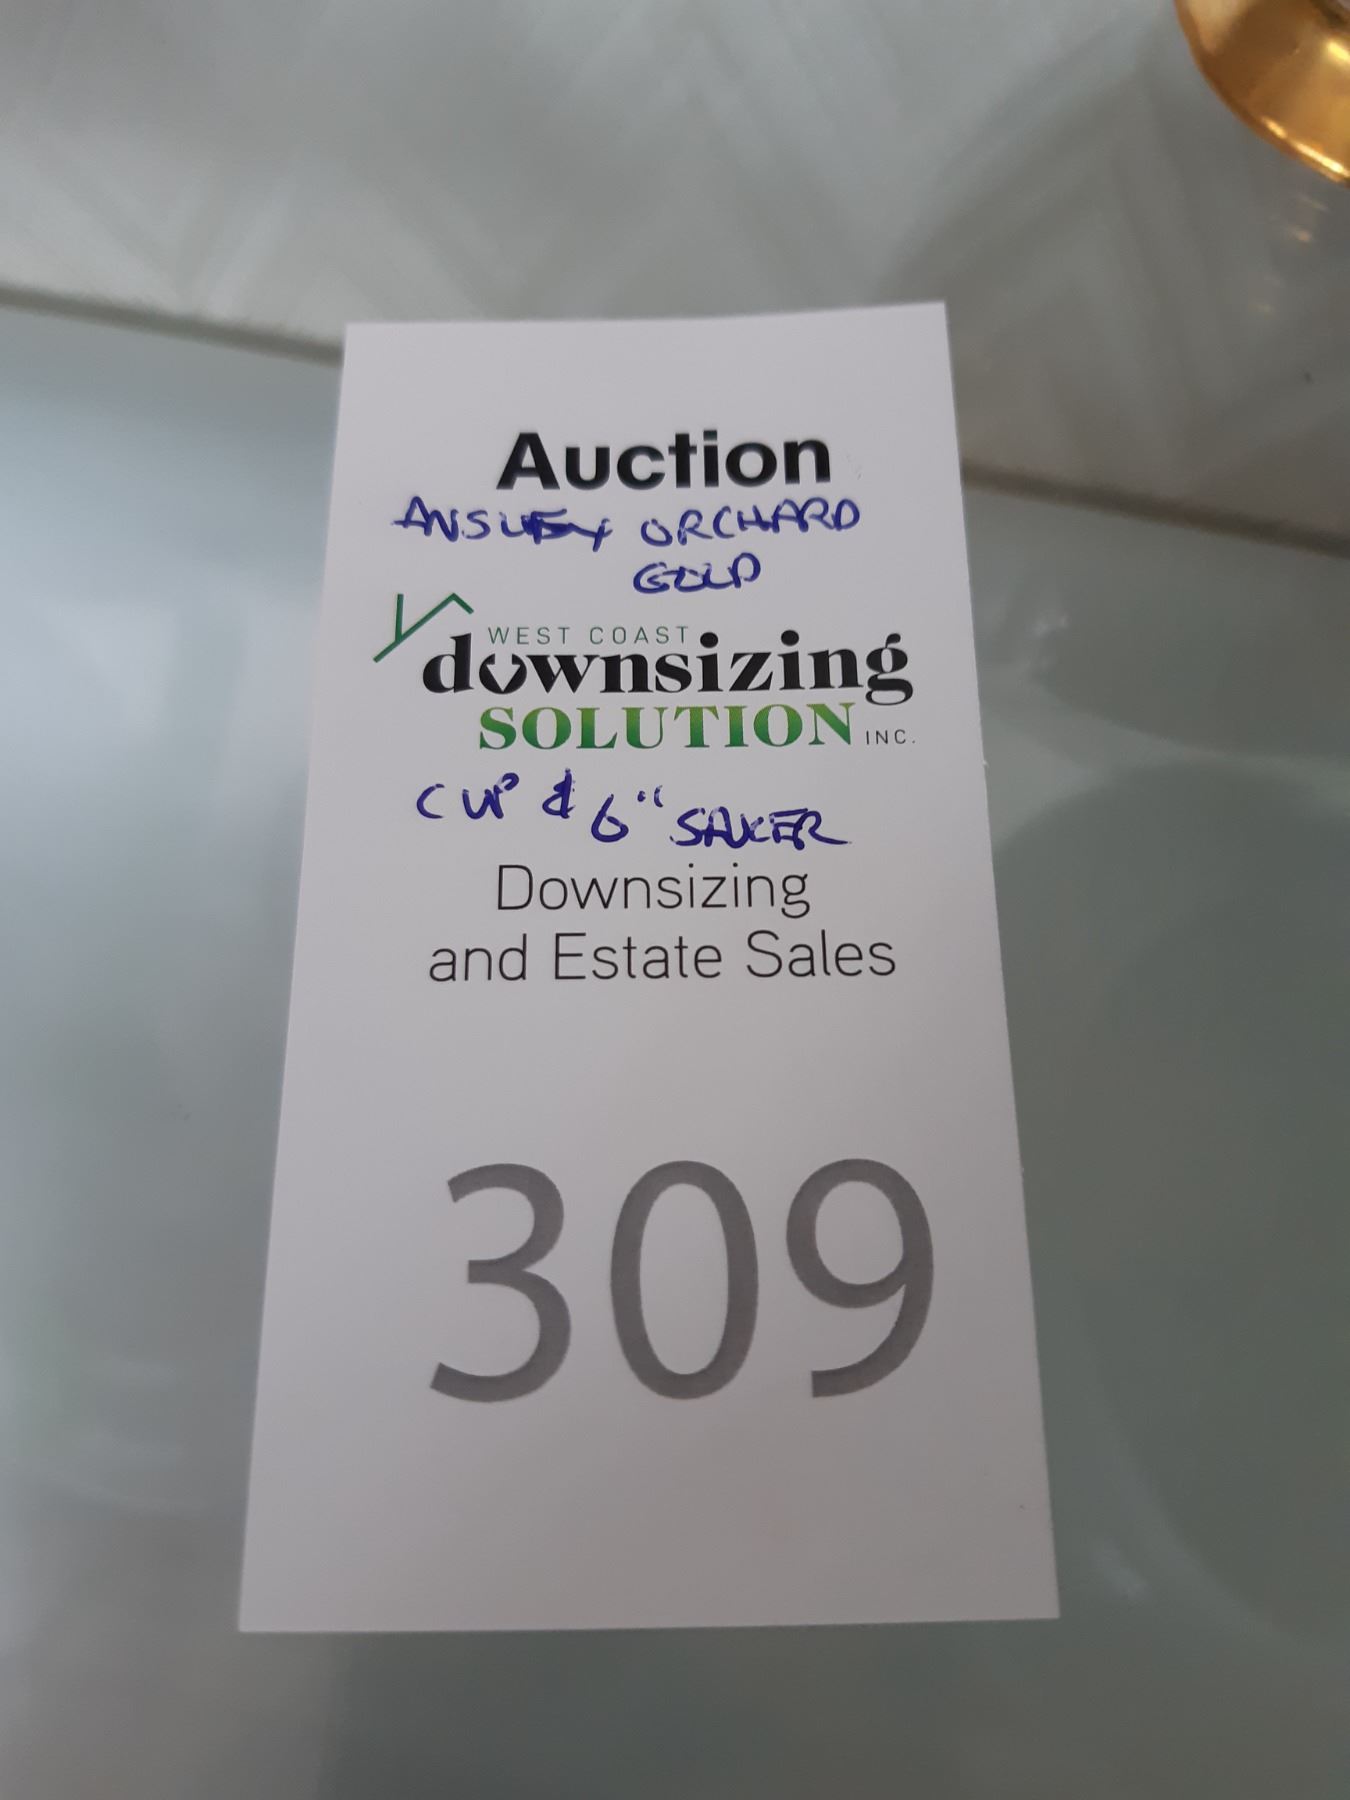 Auction
ANSLEY ORCHARD
GOLD
WEST COAST
downsizing
SOLUTION INC.
CUP & 6" SAUCER
Downsizing
and Estate Sales
309